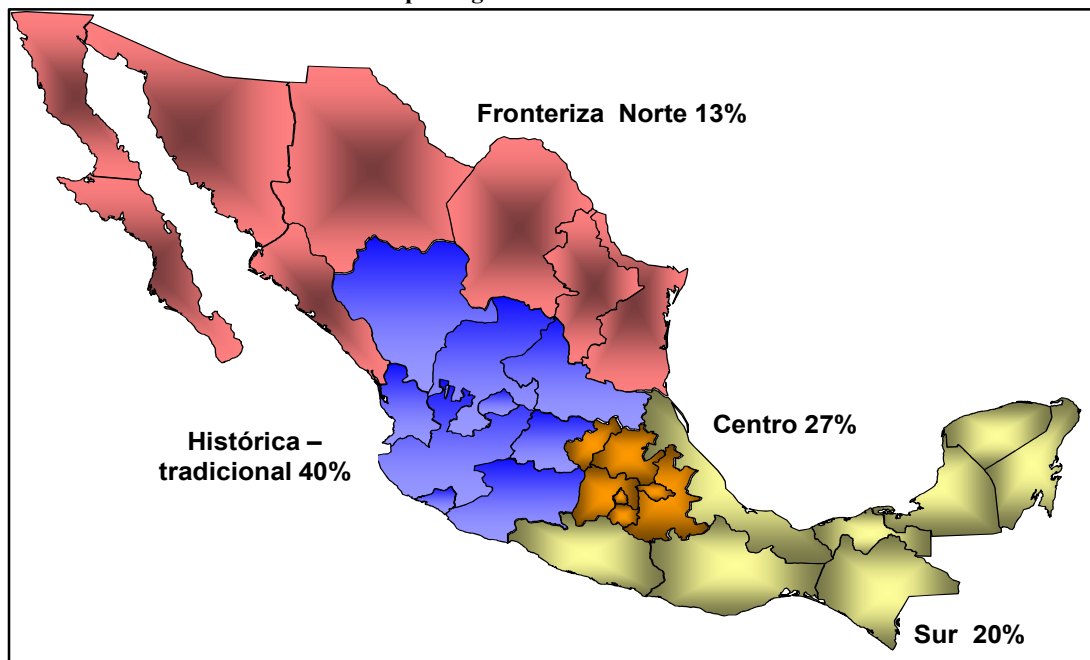 Fronteriza Norte 13%
Centro 27%
Histórica –
tradicional 40%
Sur 20%